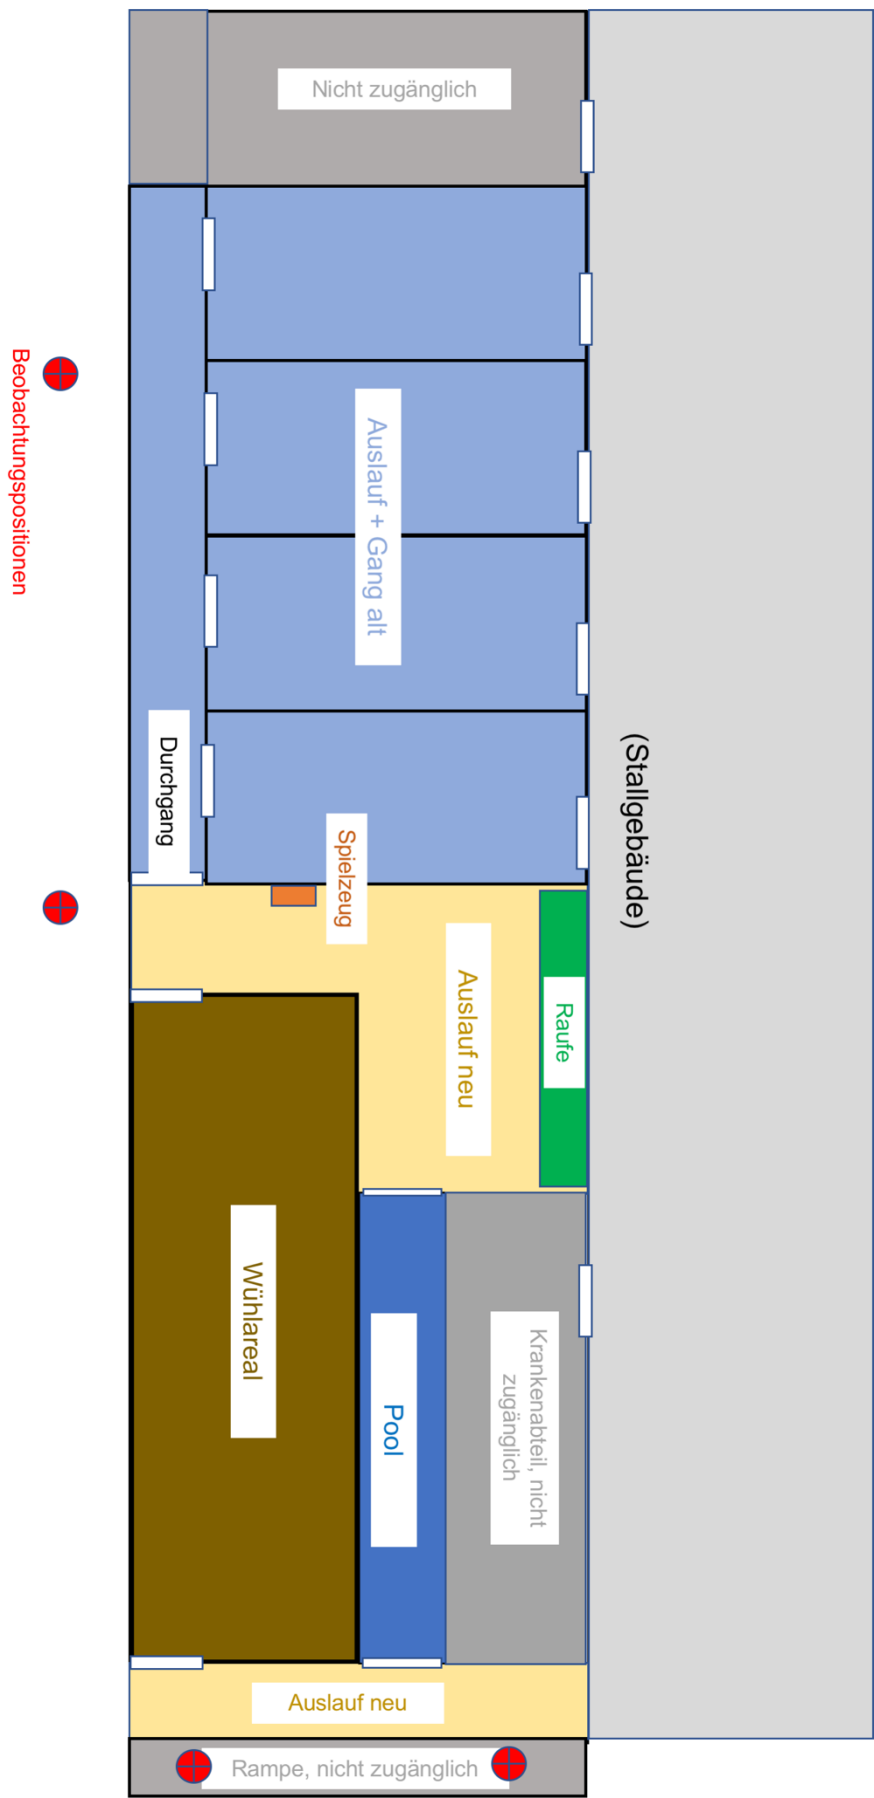 Nicht zugänglich
Beobachtungspositionen
Auslauf + Gang alt
Durchgang
(Stallgebäude)
Spielzeug
Auslauf neu
Raufe
Wühlareal
Pool
Krankenabteil, nicht
zugänglich
Auslauf neu
Rampe, nicht zugänglich